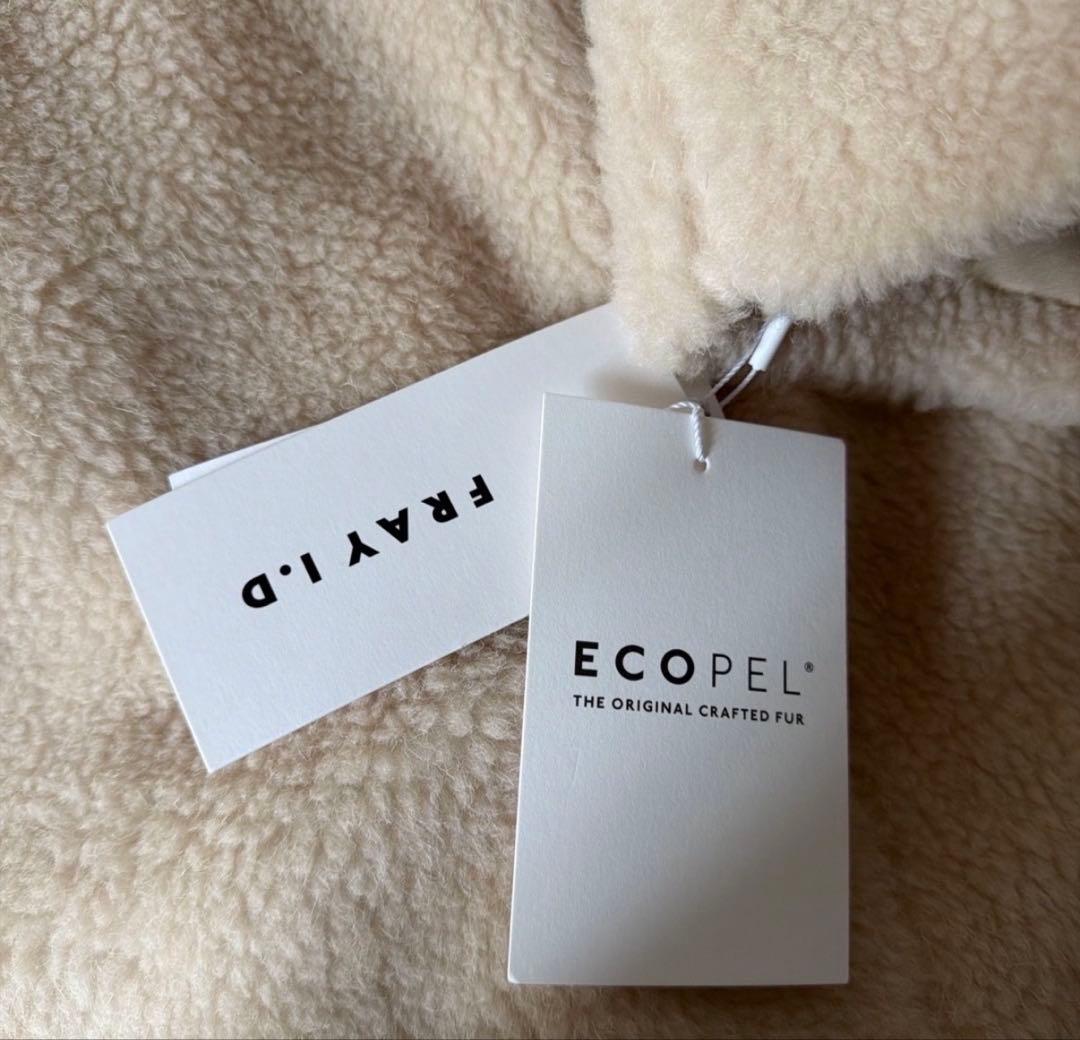 FRAY I.D
ECOPEL®
THE ORIGINAL CRAFTED FUR